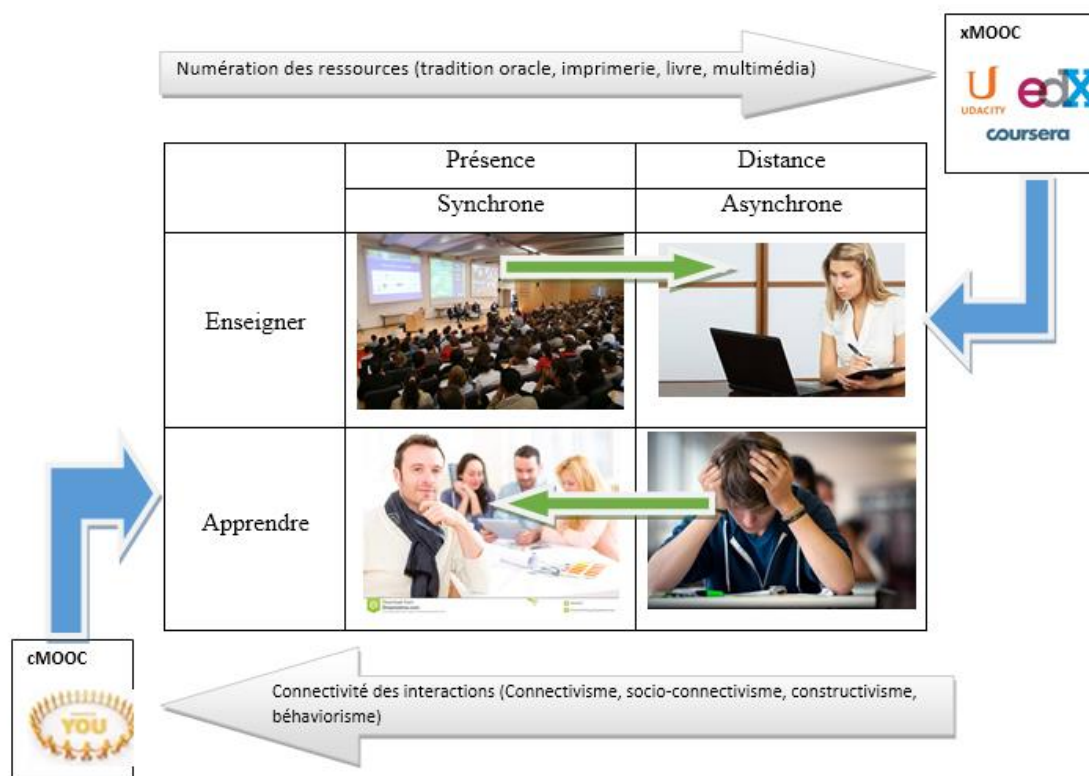 xMOOC
Numération des ressources (tradition oracle, imprimerie, livre, multimédia)
UDACITY
edX
coursera
Présence
Distance
Synchrone
Asynchrone
Enseigner
Apprendre
cMOOC
YOU
Connectivité des interactions (Connectivisme, socio-connectivisme, constructivisme,
béhaviorisme)